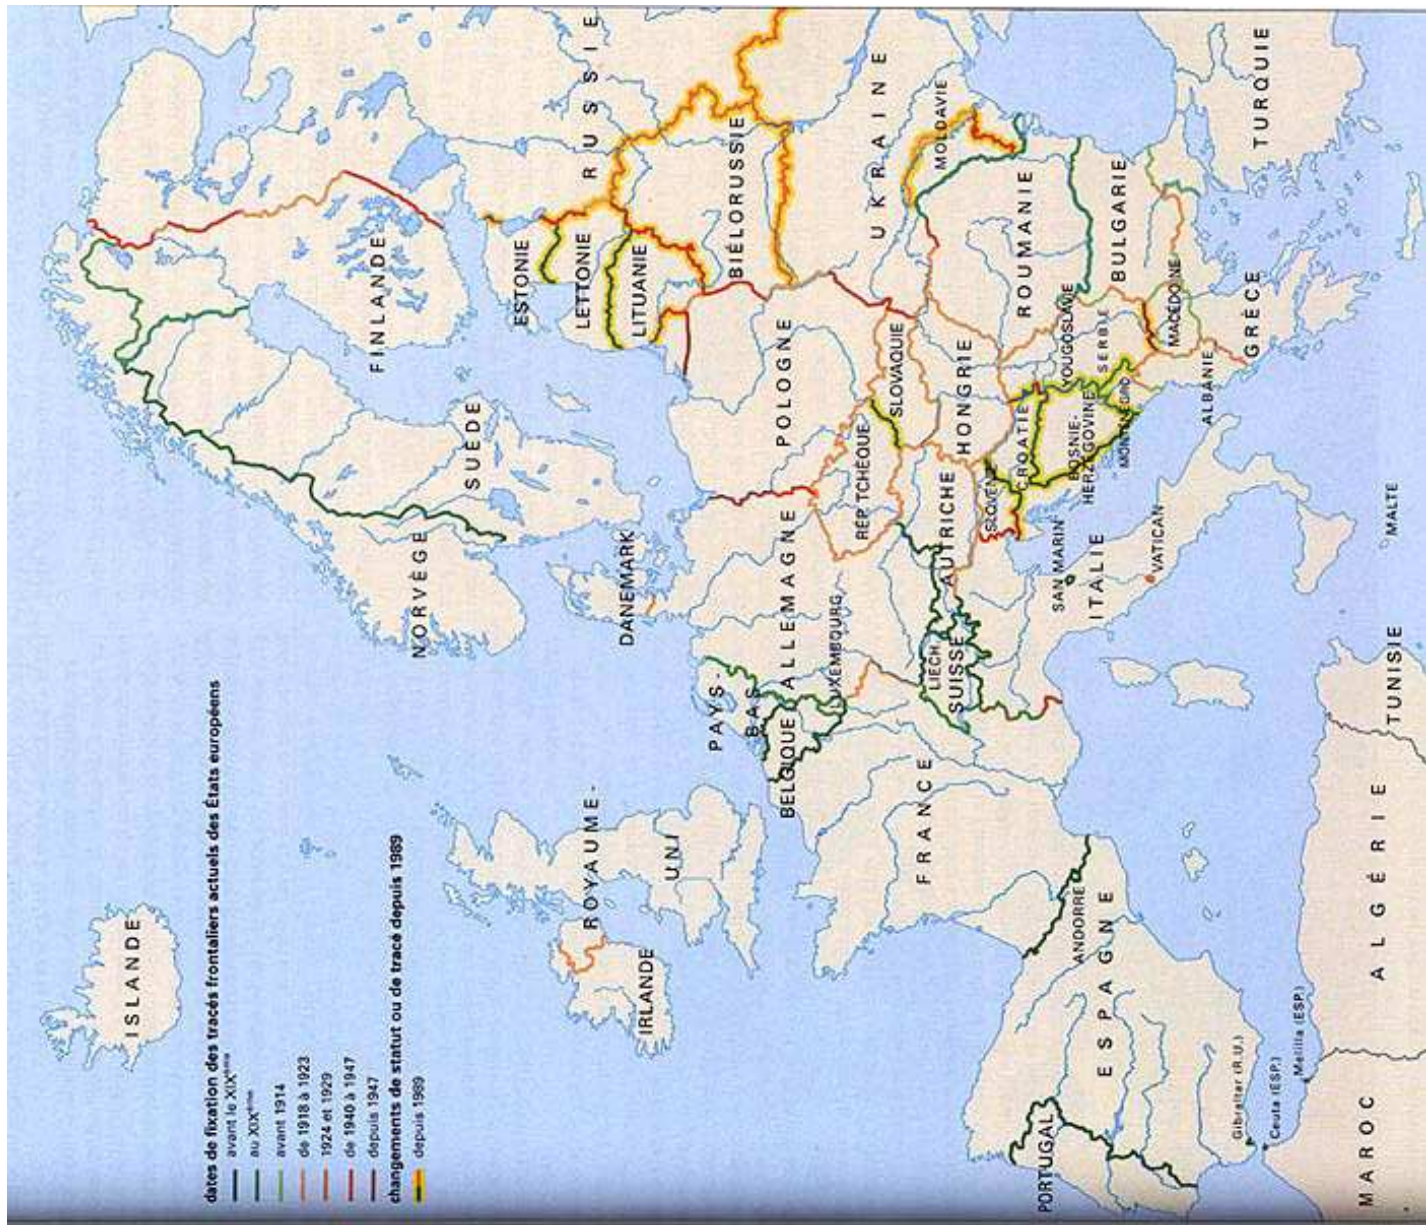 dates de fixation des tracés frontaliers actuels des États européens
avant le XIXème
au XIXème
avant 1914
de 1918 à 1923
1924 et 1929
de 1940 à 1947
depuis 1947
changements de statut ou de tracé depuis 1989
depuis 1989
ISLANDE
NORVÈGE
SUÈDE
FINLANDE
RUSSIE
ESTONIE
LETTONIE
LITUANIE
BIÉLORUSSIE
DANEMARK
ROYAUME-
UNI
IRLANDE
PAYS-
BAS
BELGIQUE
LUXEMBOURG
ALLEMAGNE
POLOGNE
RÉP. TCHÈQUE
SLOVAQUIE
UKRAINE
MOLDAVIE
FRANCE
LIECH.
SUISSE
AUTRICHE
HONGRIE
ROUMANIE
SLOVÉNIE
CROATIE
BOSNIE-
HERZÉGOVINE
YOUGOSLAVIE
SERBIE
MONTÉNÉGRO
BULGARIE
MACÉDOINE
ALBANIE
GRÈCE
TURQUIE
SAN MARIN
ITALIE
VATICAN
MALTE
ANDORRE
ESPAGNE
PORTUGAL
Gibraltar (R.U.)
Ceuta (ESP.)
Melilla (ESP.)
MAROC
ALGÉRIE
TUNISIE